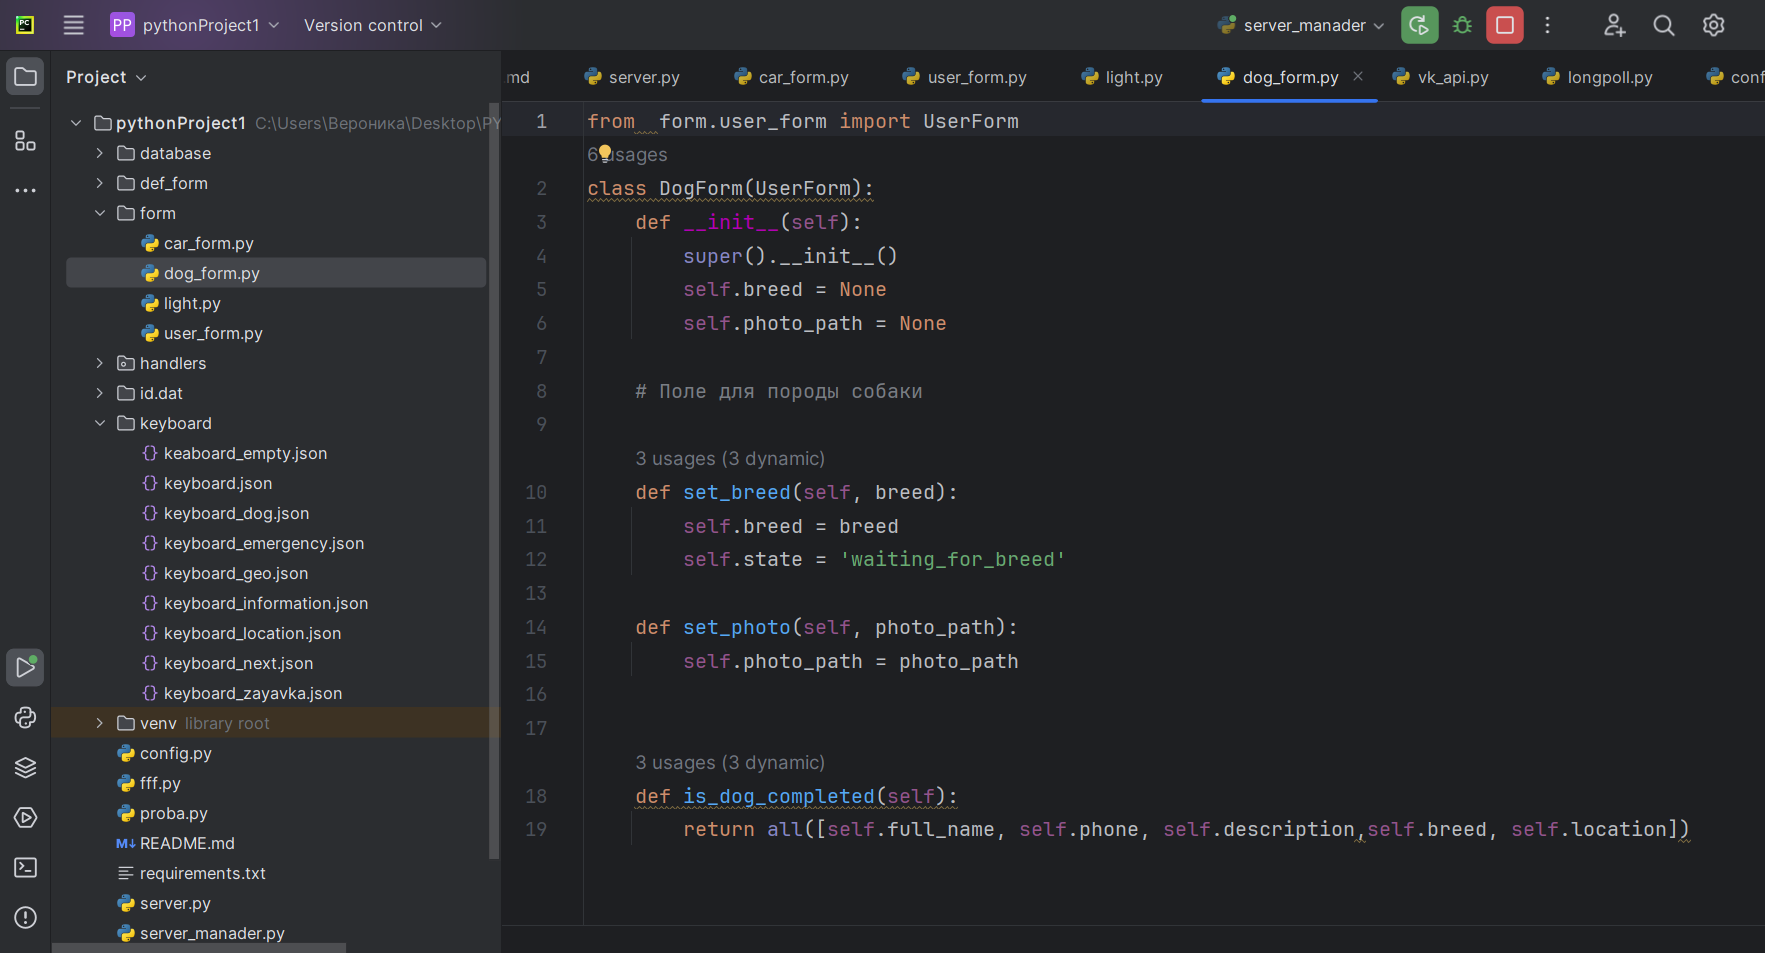 PC
PP pythonProject1 Version control server_manader
Project
md server.py car_form.py user_form.py light.py dog_form.py vk_api.py longpoll.py conf
pythonProject1 C:\Users\Вероника\Desktop\PY
database
def_form
form
car_form.py
dog_form.py
light.py
user_form.py
handlers
id.dat
keyboard
keaboard_empty.json
keyboard.json
keyboard_dog.json
keyboard_emergency.json
keyboard_geo.json
keyboard_information.json
keyboard_location.json
keyboard_next.json
keyboard_zayavka.json
venv library root
config.py
fff.py
proba.py
M↓ README.md
requirements.txt
server.py
server_manader.py
1 from  form.user_form import UserForm
6 usages
2 class DogForm(UserForm):
3 def __init__(self):
4 super().__init__()
5 self.breed = None
6 self.photo_path = None
7
8 # Поле для породы собаки
9
3 usages (3 dynamic)
10 def set_breed(self, breed):
11 self.breed = breed
12 self.state = 'waiting_for_breed'
13
14 def set_photo(self, photo_path):
15 self.photo_path = photo_path
16
17
3 usages (3 dynamic)
18 def is_dog_completed(self):
19 return all([self.full_name, self.phone, self.description,self.breed, self.location])